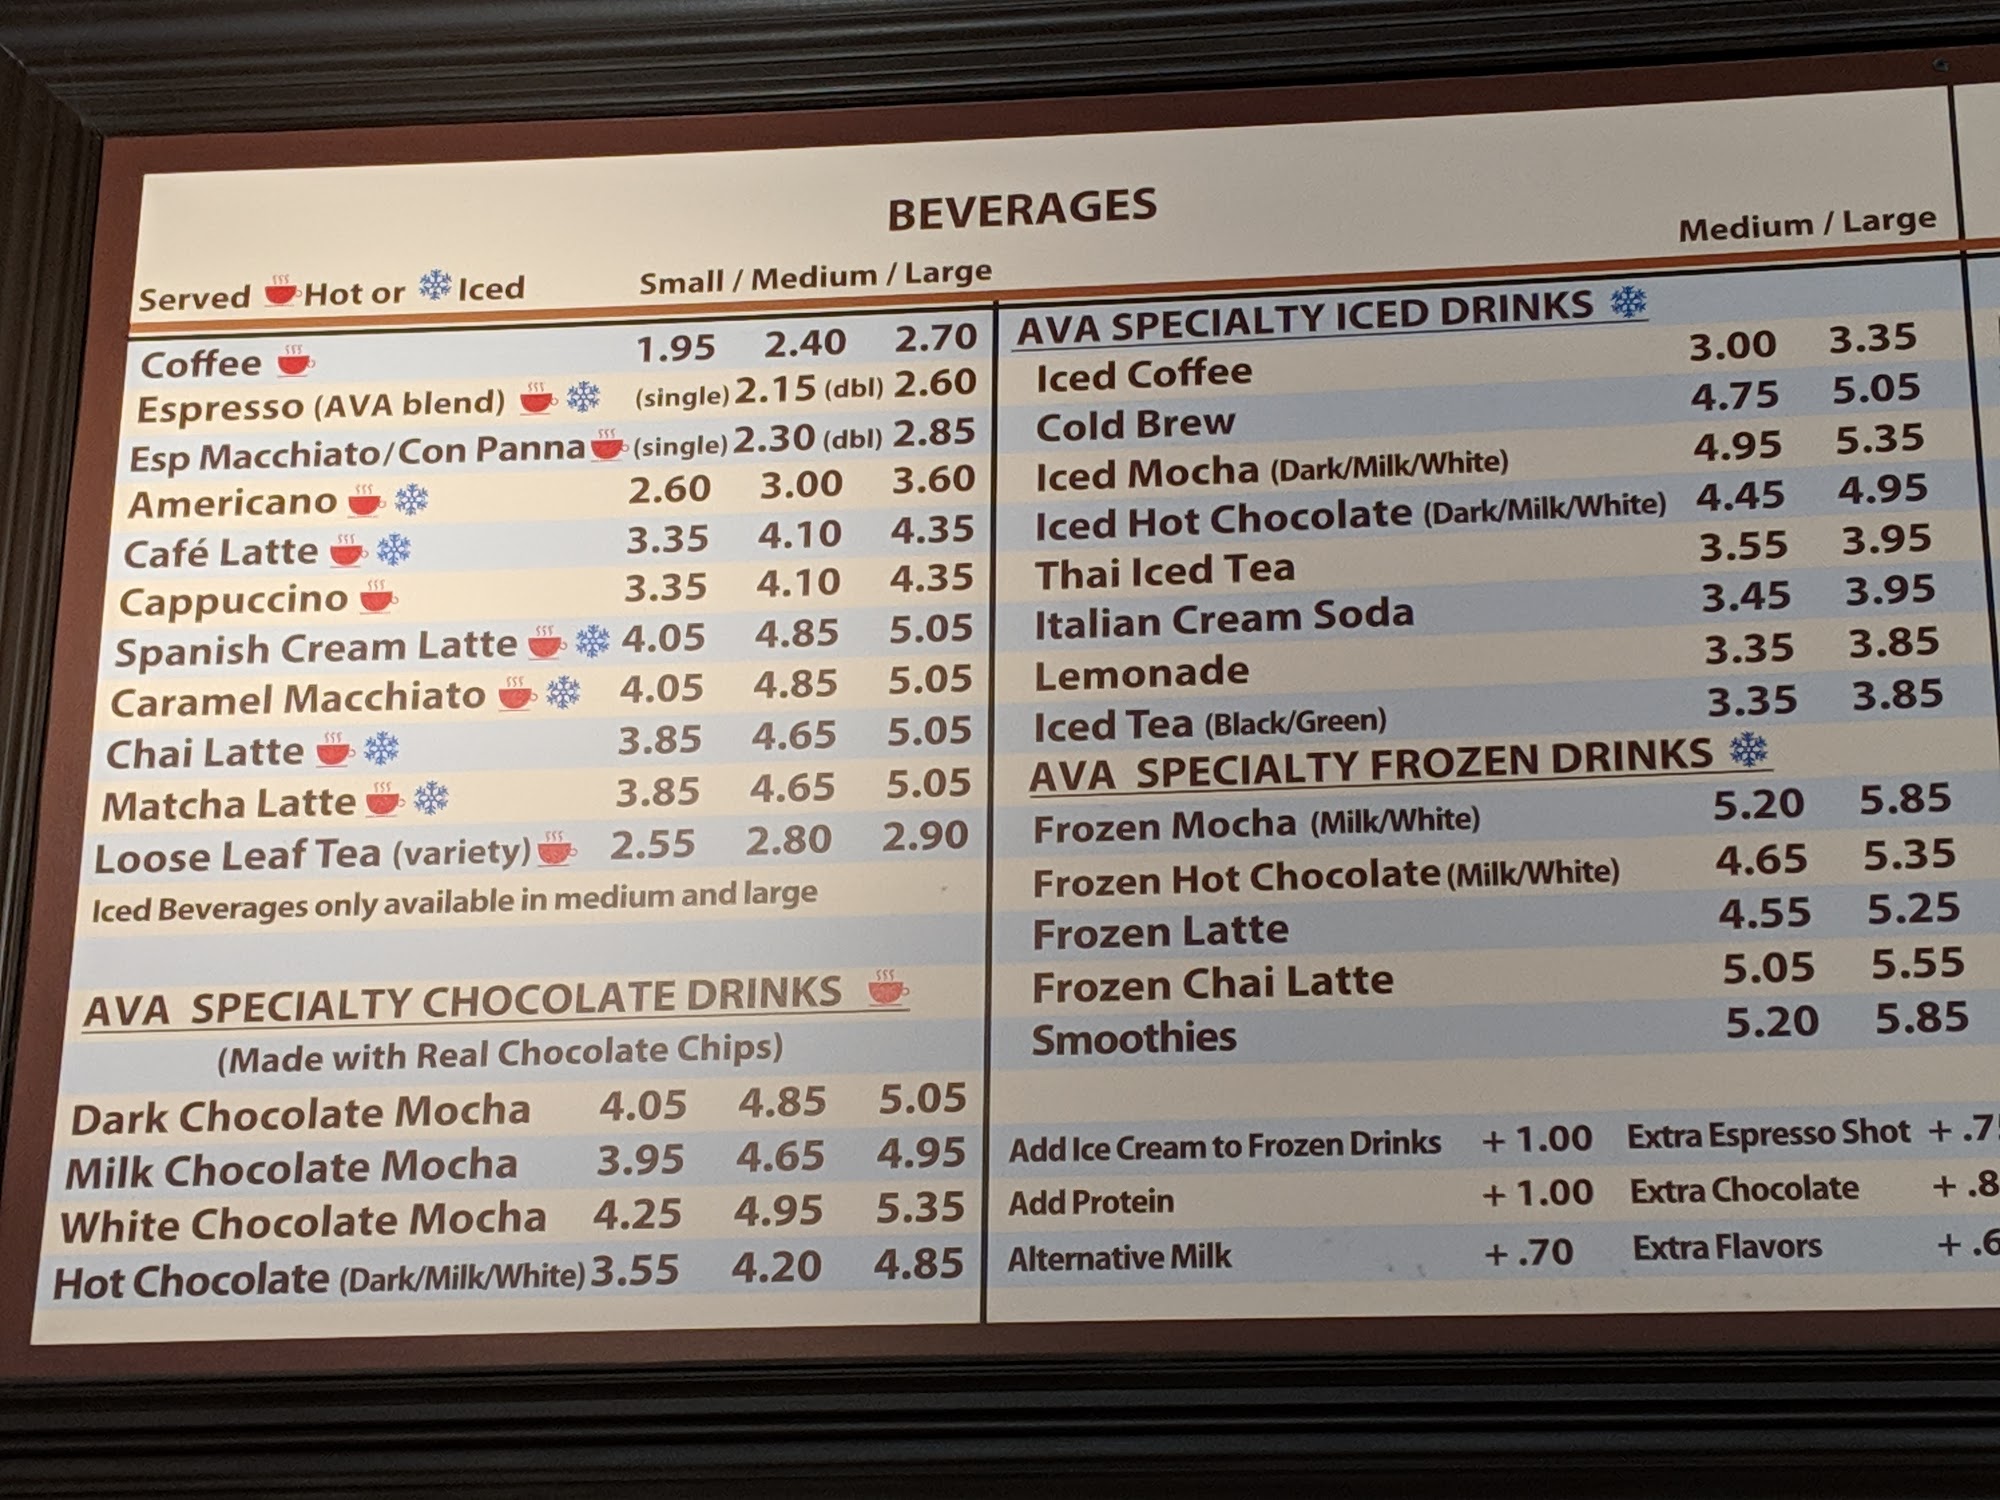 BEVERAGES
Served Hot or Iced Small / Medium / Large
Coffee 1.95 2.40 2.70
Espresso (AVA blend) (single) 2.15 (dbl) 2.60
Esp Macchiato/Con Panna (single) 2.30 (dbl) 2.85
Americano 2.60 3.00 3.60
Café Latte 3.35 4.10 4.35
Cappuccino 3.35 4.10 4.35
Spanish Cream Latte 4.05 4.85 5.05
Caramel Macchiato 4.05 4.85 5.05
Chai Latte 3.85 4.65 5.05
Matcha Latte 3.85 4.65 5.05
Loose Leaf Tea (variety) 2.55 2.80 2.90
Iced Beverages only available in medium and large
AVA SPECIALTY CHOCOLATE DRINKS
(Made with Real Chocolate Chips)
Dark Chocolate Mocha 4.05 4.85 5.05
Milk Chocolate Mocha 3.95 4.65 4.95
White Chocolate Mocha 4.25 4.95 5.35
Hot Chocolate (Dark/Milk/White) 3.55 4.20 4.85
Medium / Large
AVA SPECIALTY ICED DRINKS
Iced Coffee 3.00 3.35
Cold Brew 4.75 5.05
Iced Mocha (Dark/Milk/White) 4.95 5.35
Iced Hot Chocolate (Dark/Milk/White) 4.45 4.95
Thai Iced Tea 3.55 3.95
Italian Cream Soda 3.45 3.95
Lemonade 3.35 3.85
Iced Tea (Black/Green) 3.35 3.85
AVA SPECIALTY FROZEN DRINKS
Frozen Mocha (Milk/White) 5.20 5.85
Frozen Hot Chocolate (Milk/White) 4.65 5.35
Frozen Latte 4.55 5.25
Frozen Chai Latte 5.05 5.55
Smoothies 5.20 5.85
Add Ice Cream to Frozen Drinks + 1.00 Extra Espresso Shot +
Add Protein + 1.00 Extra Chocolate +
Alternative Milk + .70 Extra Flavors +